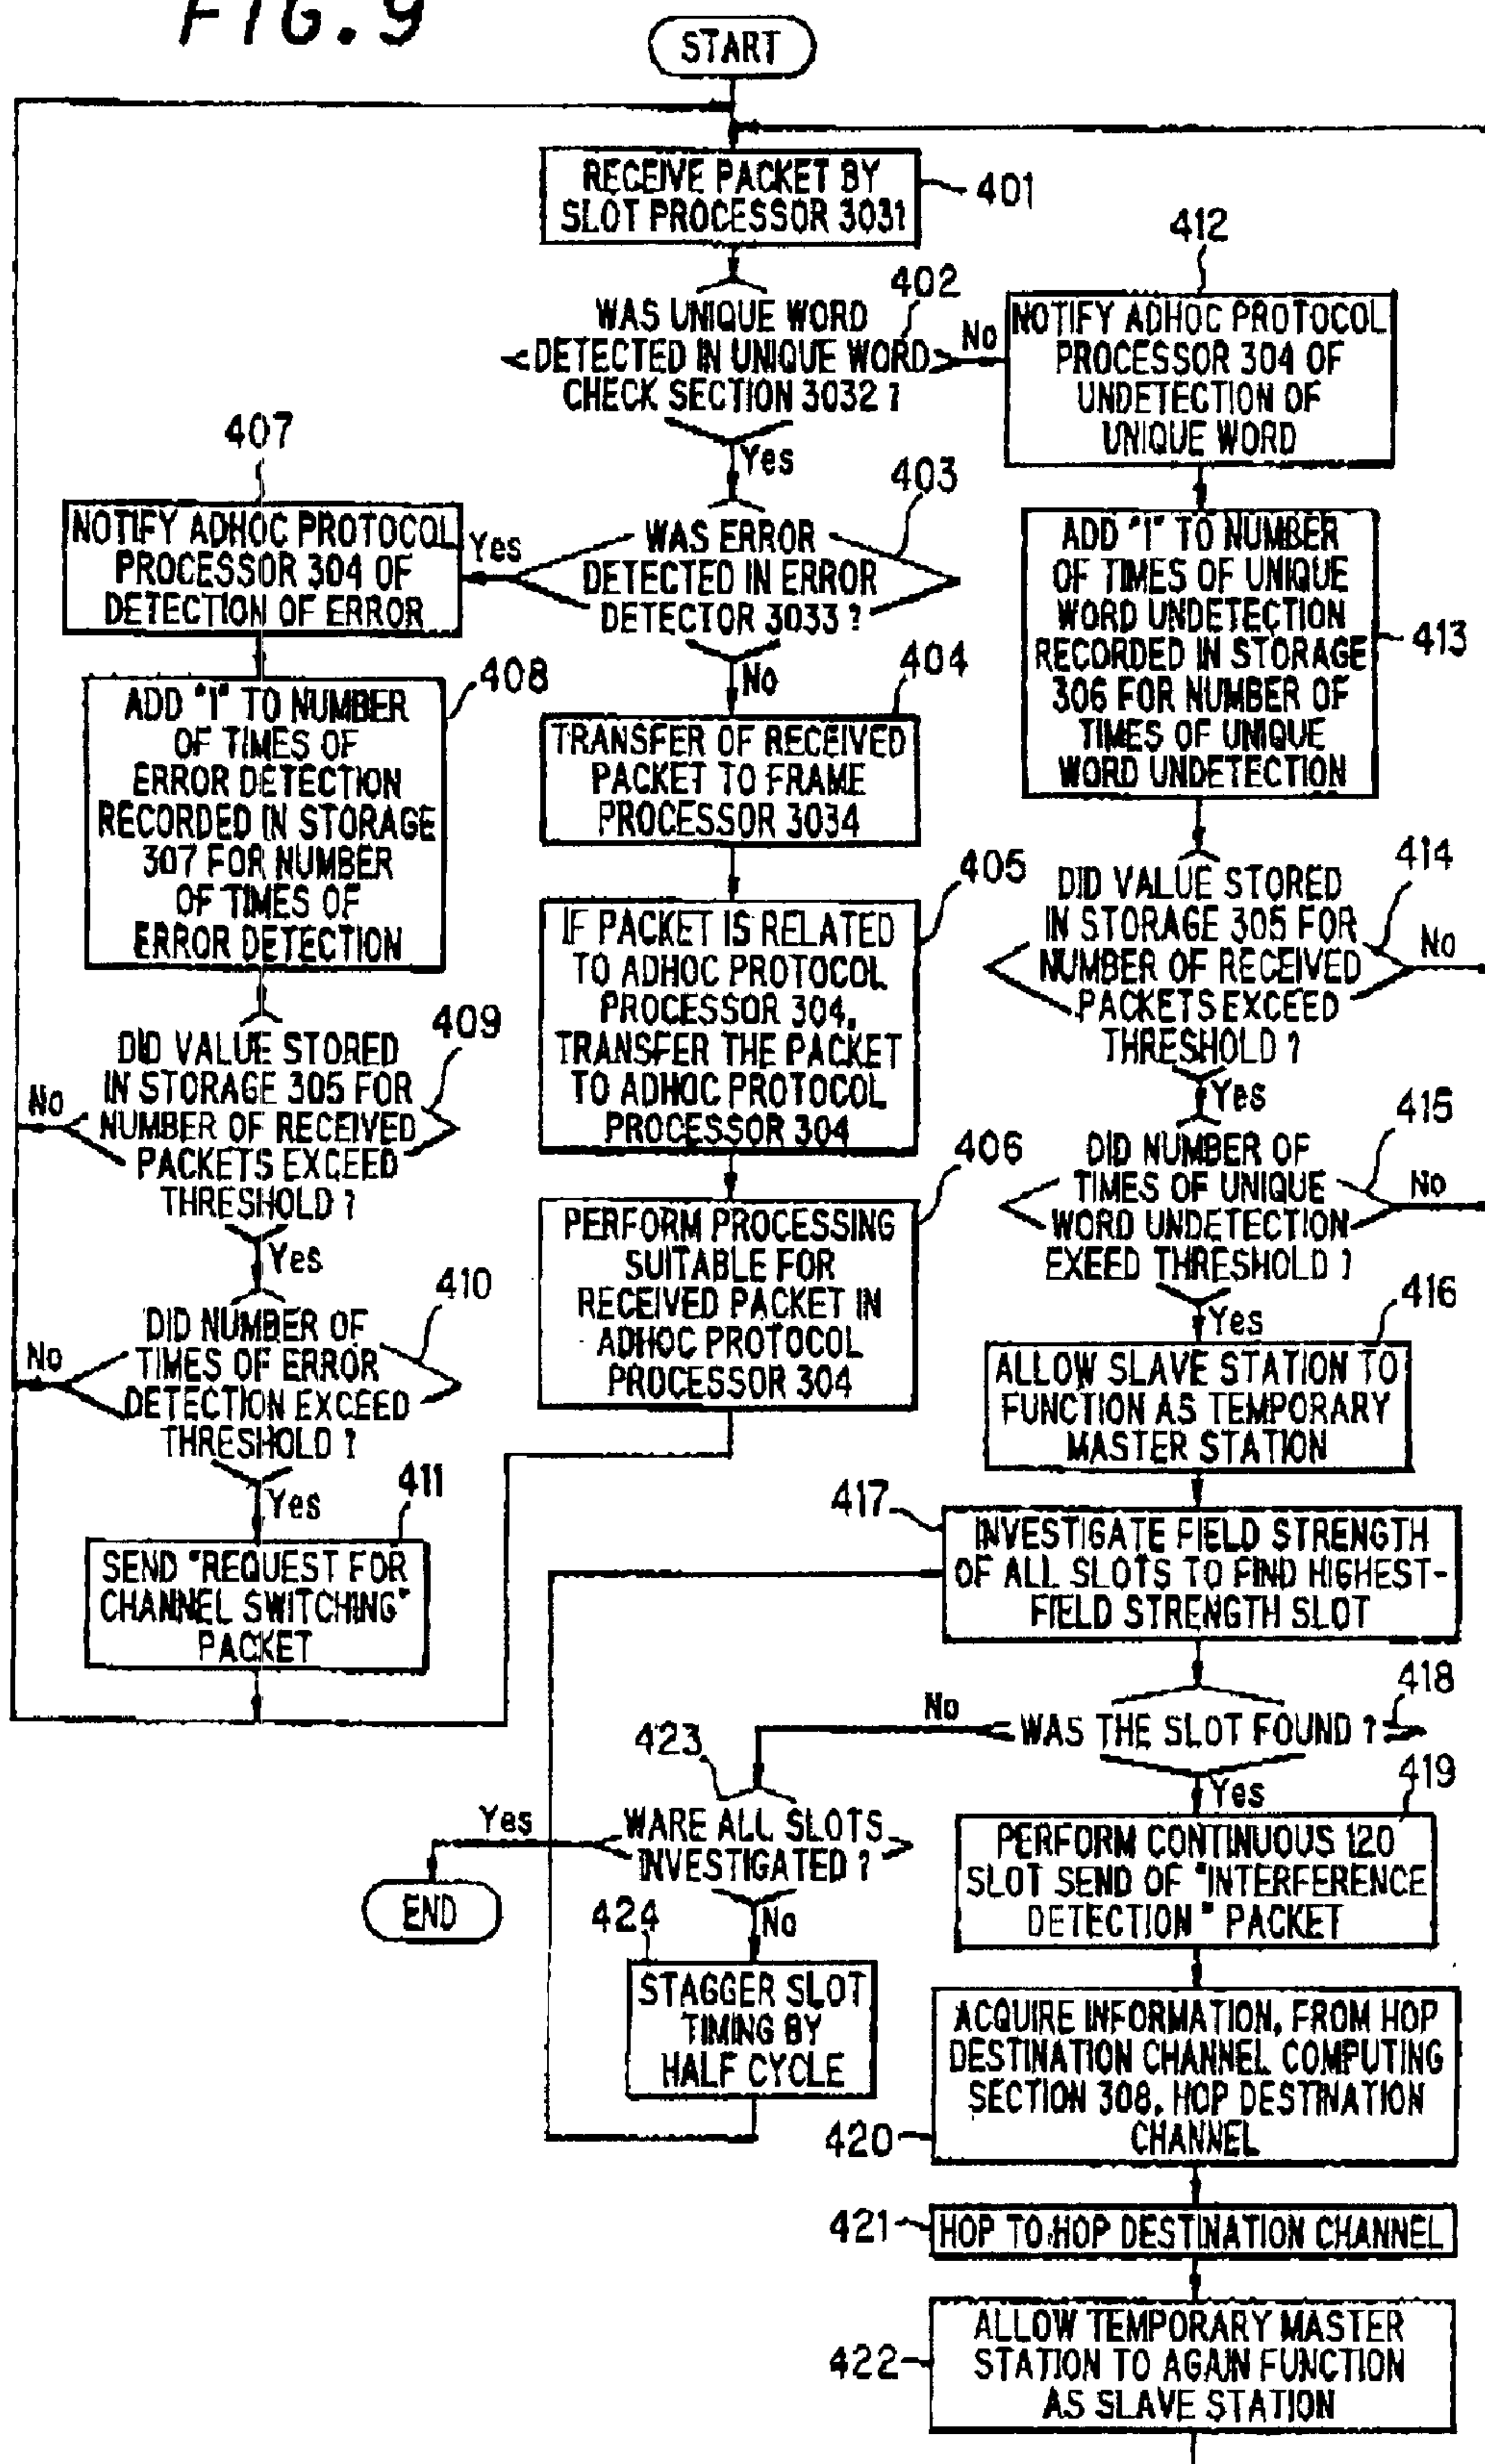 FIG. 9
START
RECEIVE PACKET BY
SLOT PROCESSOR 3031
401
WAS UNIQUE WORD
DETECTED IN UNIQUE WORD
CHECK SECTION 3032 ?
402
No
Yes
412
NOTIFY ADHOC PROTOCOL
PROCESSOR 304 OF
UNDETECTION OF
UNIQUE WORD
403
WAS ERROR
DETECTED IN ERROR
DETECTOR 3033 ?
Yes
No
407
NOTIFY ADHOC PROTOCOL
PROCESSOR 304 OF
DETECTION OF ERROR
408
ADD "1" TO NUMBER
OF TIMES OF
ERROR DETECTION
RECORDED IN STORAGE
307 FOR NUMBER
OF TIMES OF
ERROR DETECTION
409
DID VALUE STORED
IN STORAGE 305 FOR
NUMBER OF RECEIVED
PACKETS EXCEED
THRESHOLD ?
No
Yes
410
DID NUMBER OF
TIMES OF ERROR
DETECTION EXCEED
THRESHOLD ?
No
Yes
411
SEND "REQUEST FOR
CHANNEL SWITCHING"
PACKET
404
TRANSFER OF RECEIVED
PACKET TO FRAME
PROCESSOR 3034
405
IF PACKET IS RELATED
TO ADHOC PROTOCOL
PROCESSOR 304,
TRANSFER THE PACKET
TO ADHOC PROTOCOL
PROCESSOR 304
406
PERFORM PROCESSING
SUITABLE FOR
RECEIVED PACKET IN
ADHOC PROTOCOL
PROCESSOR 304
413
ADD "1" TO NUMBER
OF TIMES OF UNIQUE
WORD UNDETECTION
RECORDED IN STORAGE
306 FOR NUMBER OF
TIMES OF UNIQUE
WORD UNDETECTION
414
DID VALUE STORED
IN STORAGE 305 FOR
NUMBER OF RECEIVED
PACKETS EXCEED
THRESHOLD ?
No
Yes
415
DID NUMBER OF
TIMES OF UNIQUE
WORD UNDETECTION
EXEED THRESHOLD ?
No
Yes
416
ALLOW SLAVE STATION TO
FUNCTION AS TEMPORARY
MASTER STATION
417
INVESTIGATE FIELD STRENGTH
OF ALL SLOTS TO FIND HIGHEST-
FIELD STRENGTH SLOT
418
WAS THE SLOT FOUND ?
No
Yes
423
WARE ALL SLOTS
INVESTIGATED ?
Yes
No
END
424
STAGGER SLOT
TIMING BY
HALF CYCLE
419
PERFORM CONTINUOUS 120
SLOT SEND OF "INTERFERENCE
DETECTION" PACKET
420
ACQUIRE INFORMATION, FROM HOP
DESTINATION CHANNEL COMPUTING
SECTION 308, HOP DESTINATION
CHANNEL
421
HOP TO HOP DESTINATION CHANNEL
422
ALLOW TEMPORARY MASTER
STATION TO AGAIN FUNCTION
AS SLAVE STATION